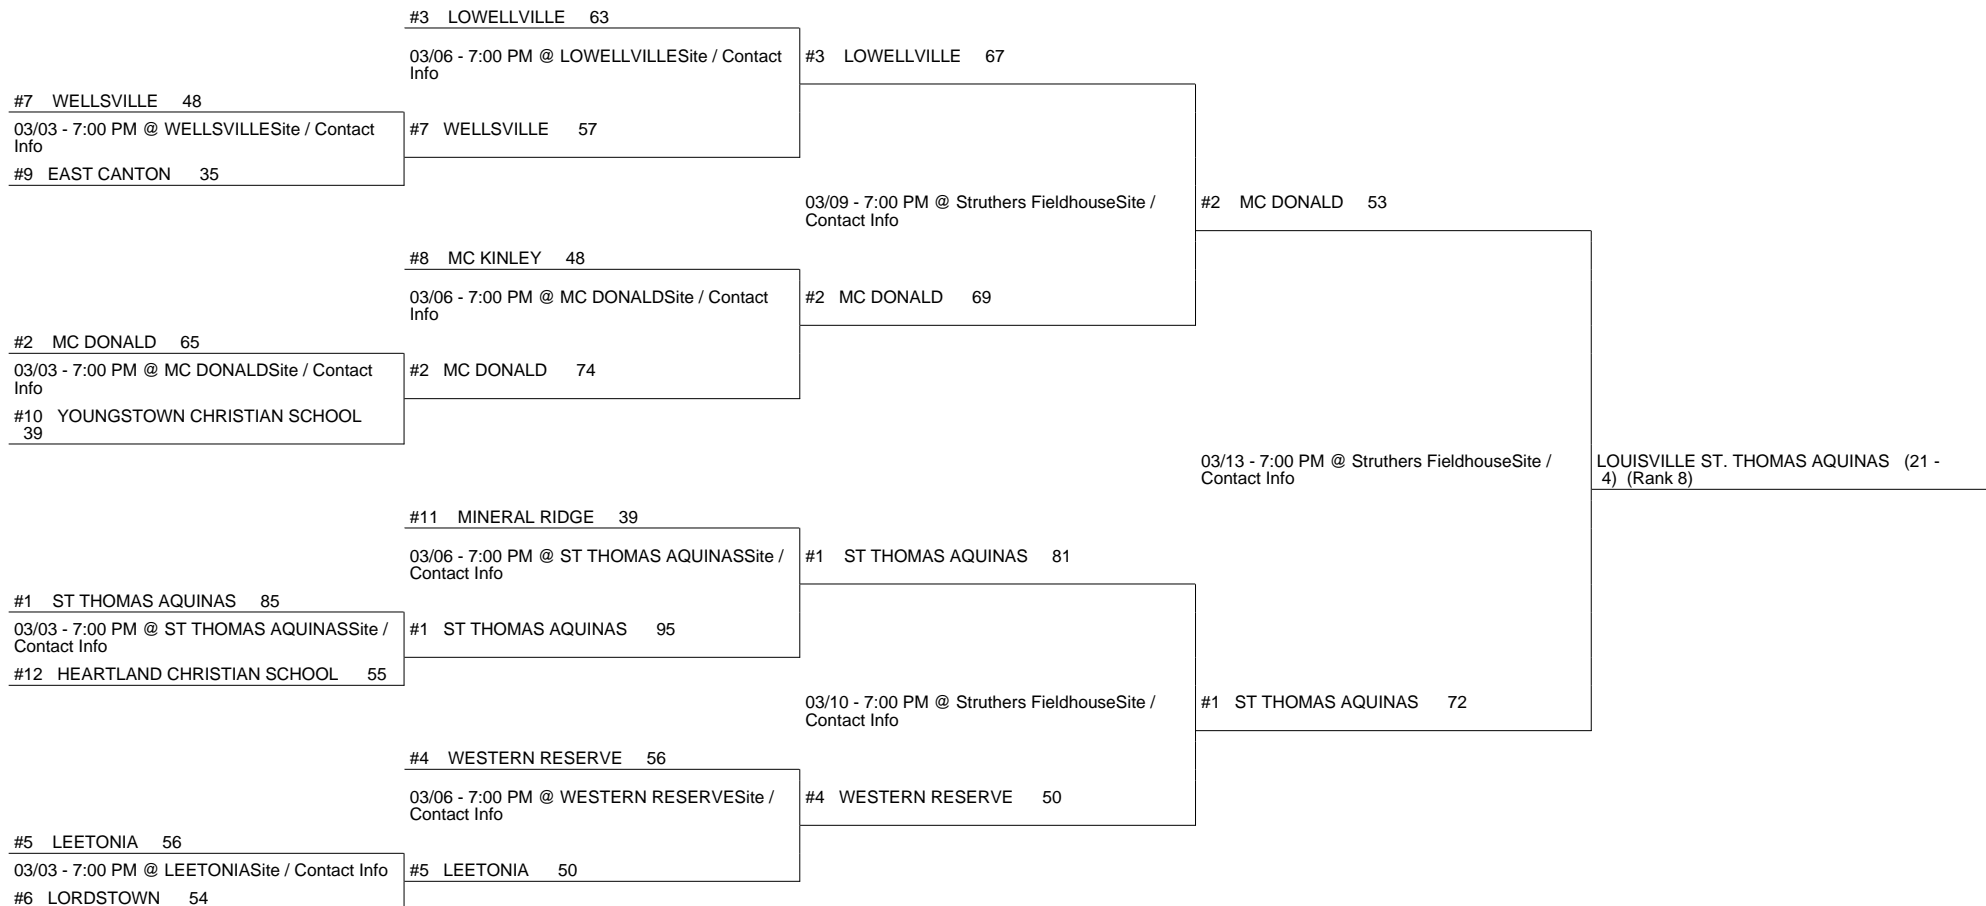 #3 LOWELLVILLE 63
03/06 - 7:00 PM @ LOWELLVILLESite / Contact
Info
#3 LOWELLVILLE 67
#7 WELLSVILLE 48
03/03 - 7:00 PM @ WELLSVILLESite / Contact
Info
#7 WELLSVILLE 57
#9 EAST CANTON 35
03/09 - 7:00 PM @ Struthers FieldhouseSite /
Contact Info
#2 MC DONALD 53
#8 MC KINLEY 48
03/06 - 7:00 PM @ MC DONALDSite / Contact
Info
#2 MC DONALD 69
#2 MC DONALD 65
03/03 - 7:00 PM @ MC DONALDSite / Contact
Info
#2 MC DONALD 74
#10 YOUNGSTOWN CHRISTIAN SCHOOL
39
03/13 - 7:00 PM @ Struthers FieldhouseSite /
Contact Info
LOUISVILLE ST. THOMAS AQUINAS (21 -
4) (Rank 8)
#11 MINERAL RIDGE 39
03/06 - 7:00 PM @ ST THOMAS AQUINASSite /
Contact Info
#1 ST THOMAS AQUINAS 81
#1 ST THOMAS AQUINAS 85
03/03 - 7:00 PM @ ST THOMAS AQUINASSite /
Contact Info
#1 ST THOMAS AQUINAS 95
#12 HEARTLAND CHRISTIAN SCHOOL 55
03/10 - 7:00 PM @ Struthers FieldhouseSite /
Contact Info
#1 ST THOMAS AQUINAS 72
#4 WESTERN RESERVE 56
03/06 - 7:00 PM @ WESTERN RESERVESite /
Contact Info
#4 WESTERN RESERVE 50
#5 LEETONIA 56
03/03 - 7:00 PM @ LEETONIASite / Contact Info
#5 LEETONIA 50
#6 LORDSTOWN 54